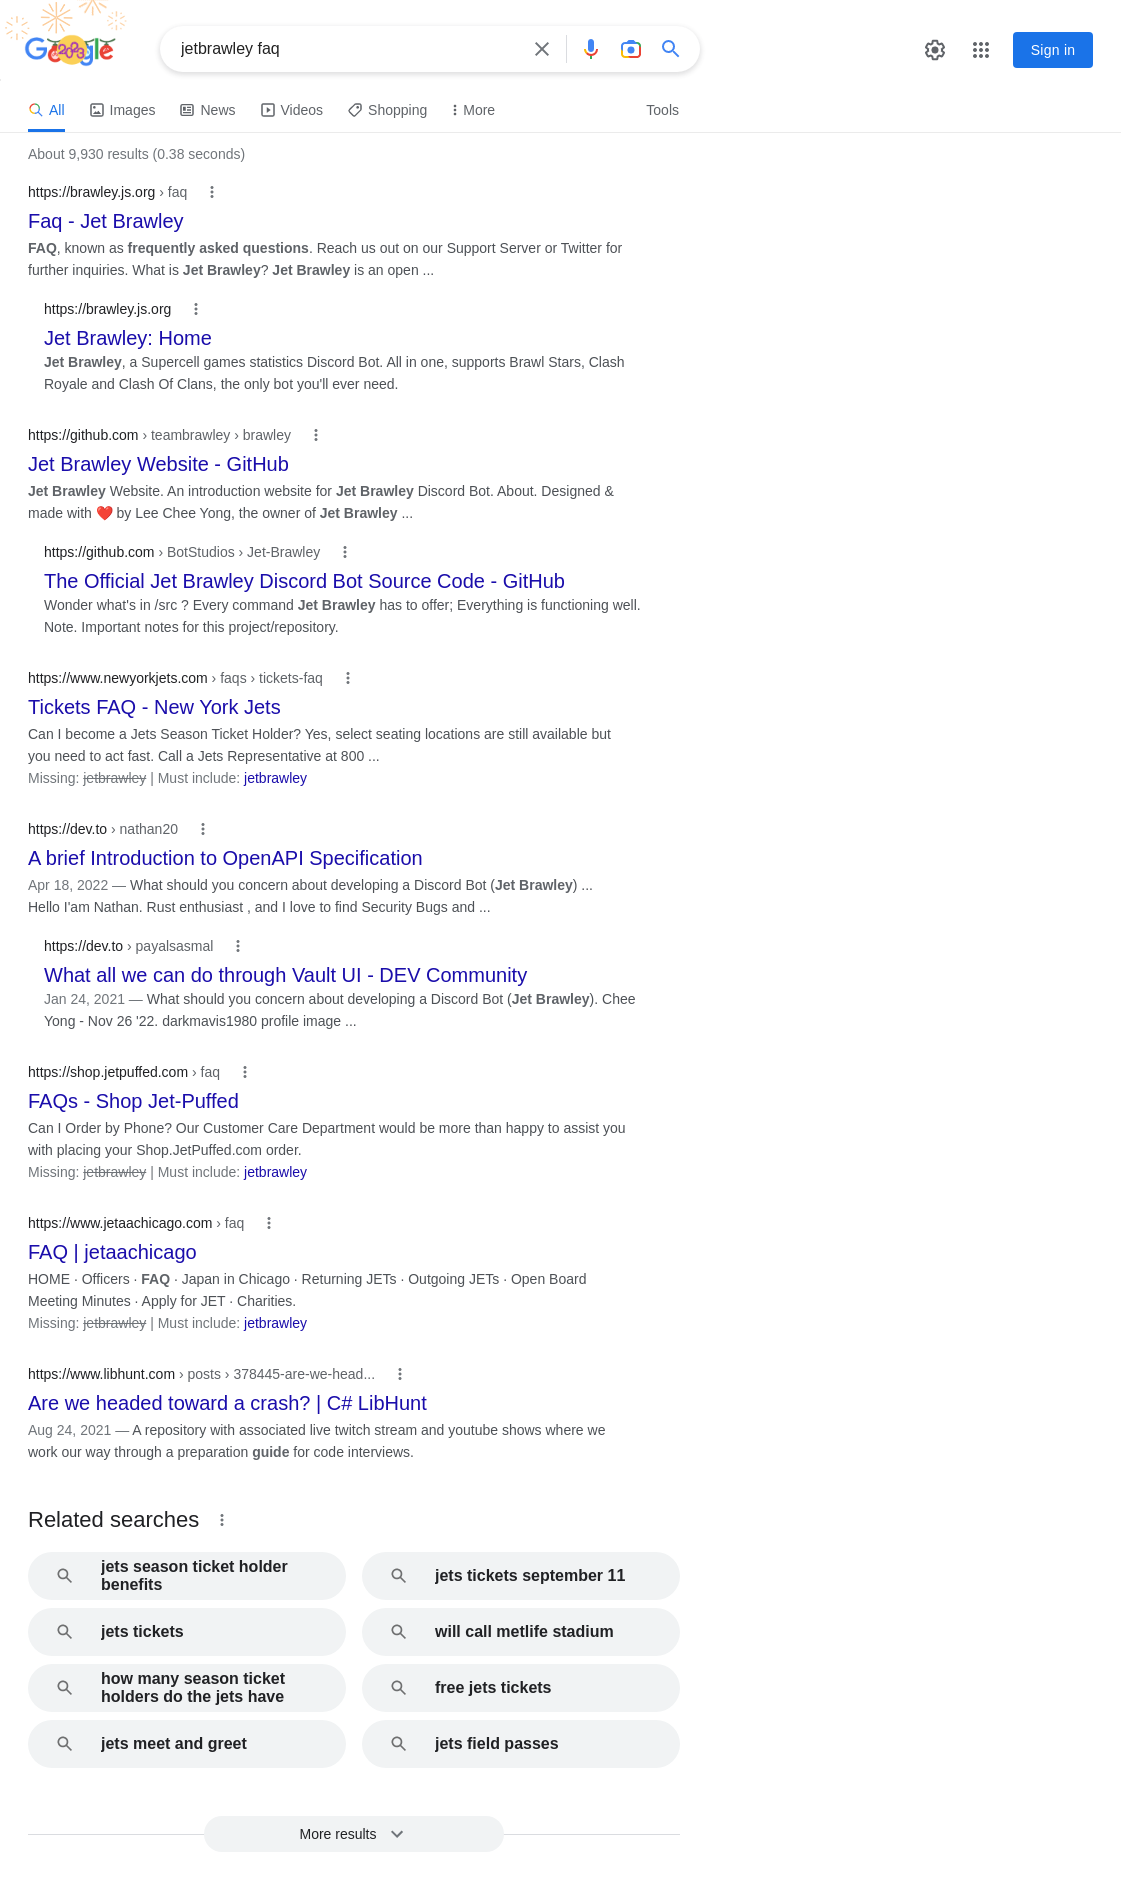 Google
jetbrawley faq
Sign in
All Images News Videos Shopping More Tools
About 9,930 results (0.38 seconds)
https://brawley.js.org › faq
Faq - Jet Brawley
FAQ, known as frequently asked questions. Reach us out on our Support Server or Twitter for
further inquiries. What is Jet Brawley? Jet Brawley is an open ...
https://brawley.js.org
Jet Brawley: Home
Jet Brawley, a Supercell games statistics Discord Bot. All in one, supports Brawl Stars, Clash
Royale and Clash Of Clans, the only bot you'll ever need.
https://github.com › teambrawley › brawley
Jet Brawley Website - GitHub
Jet Brawley Website. An introduction website for Jet Brawley Discord Bot. About. Designed &
made with ❤️ by Lee Chee Yong, the owner of Jet Brawley ...
https://github.com › BotStudios › Jet-Brawley
The Official Jet Brawley Discord Bot Source Code - GitHub
Wonder what's in /src ? Every command Jet Brawley has to offer; Everything is functioning well.
Note. Important notes for this project/repository.
https://www.newyorkjets.com › faqs › tickets-faq
Tickets FAQ - New York Jets
Can I become a Jets Season Ticket Holder? Yes, select seating locations are still available but
you need to act fast. Call a Jets Representative at 800 ...
Missing: jetbrawley | Must include: jetbrawley
https://dev.to › nathan20
A brief Introduction to OpenAPI Specification
Apr 18, 2022 — What should you concern about developing a Discord Bot (Jet Brawley) ...
Hello I'am Nathan. Rust enthusiast , and I love to find Security Bugs and ...
https://dev.to › payalsasmal
What all we can do through Vault UI - DEV Community
Jan 24, 2021 — What should you concern about developing a Discord Bot (Jet Brawley). Chee
Yong - Nov 26 '22. darkmavis1980 profile image ...
https://shop.jetpuffed.com › faq
FAQs - Shop Jet-Puffed
Can I Order by Phone? Our Customer Care Department would be more than happy to assist you
with placing your Shop.JetPuffed.com order.
Missing: jetbrawley | Must include: jetbrawley
https://www.jetaachicago.com › faq
FAQ | jetaachicago
HOME · Officers · FAQ · Japan in Chicago · Returning JETs · Outgoing JETs · Open Board
Meeting Minutes · Apply for JET · Charities.
Missing: jetbrawley | Must include: jetbrawley
https://www.libhunt.com › posts › 378445-are-we-head...
Are we headed toward a crash? | C# LibHunt
Aug 24, 2021 — A repository with associated live twitch stream and youtube shows where we
work our way through a preparation guide for code interviews.
Related searches
jets season ticket holder
benefits
jets tickets september 11
jets tickets
will call metlife stadium
how many season ticket
holders do the jets have
free jets tickets
jets meet and greet
jets field passes
More results